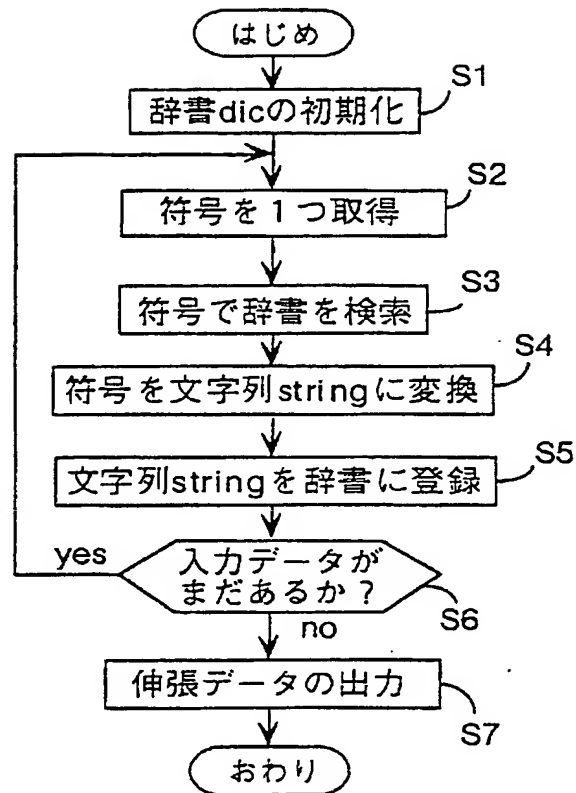 はじめ
S1
辞書dicの初期化
S2
符号を1つ取得
S3
符号で辞書を検索
S4
符号を文字列stringに変換
S5
文字列stringを辞書に登録
yes
入力データが
まだあるか?
S6
no
伸張データの出力
S7
おわり